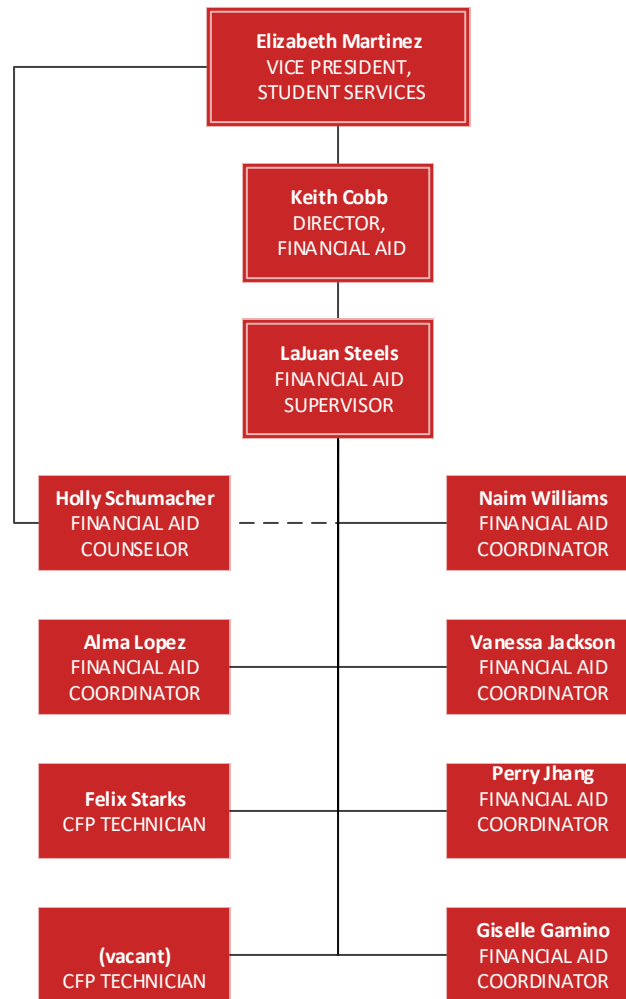 Elizabeth Martinez
VICE PRESIDENT,
STUDENT SERVICES
Keith Cobb
DIRECTOR,
FINANCIAL AID
LaJuan Steels
FINANCIAL AID
SUPERVISOR
Holly Schumacher
FINANCIAL AID
COUNSELOR
Naim Williams
FINANCIAL AID
COORDINATOR
Alma Lopez
FINANCIAL AID
COORDINATOR
Vanessa Jackson
FINANCIAL AID
COORDINATOR
Felix Starks
CFP TECHNICIAN
Perry Jhang
FINANCIAL AID
COORDINATOR
(vacant)
CFP TECHNICIAN
Giselle Gamino
FINANCIAL AID
COORDINATOR